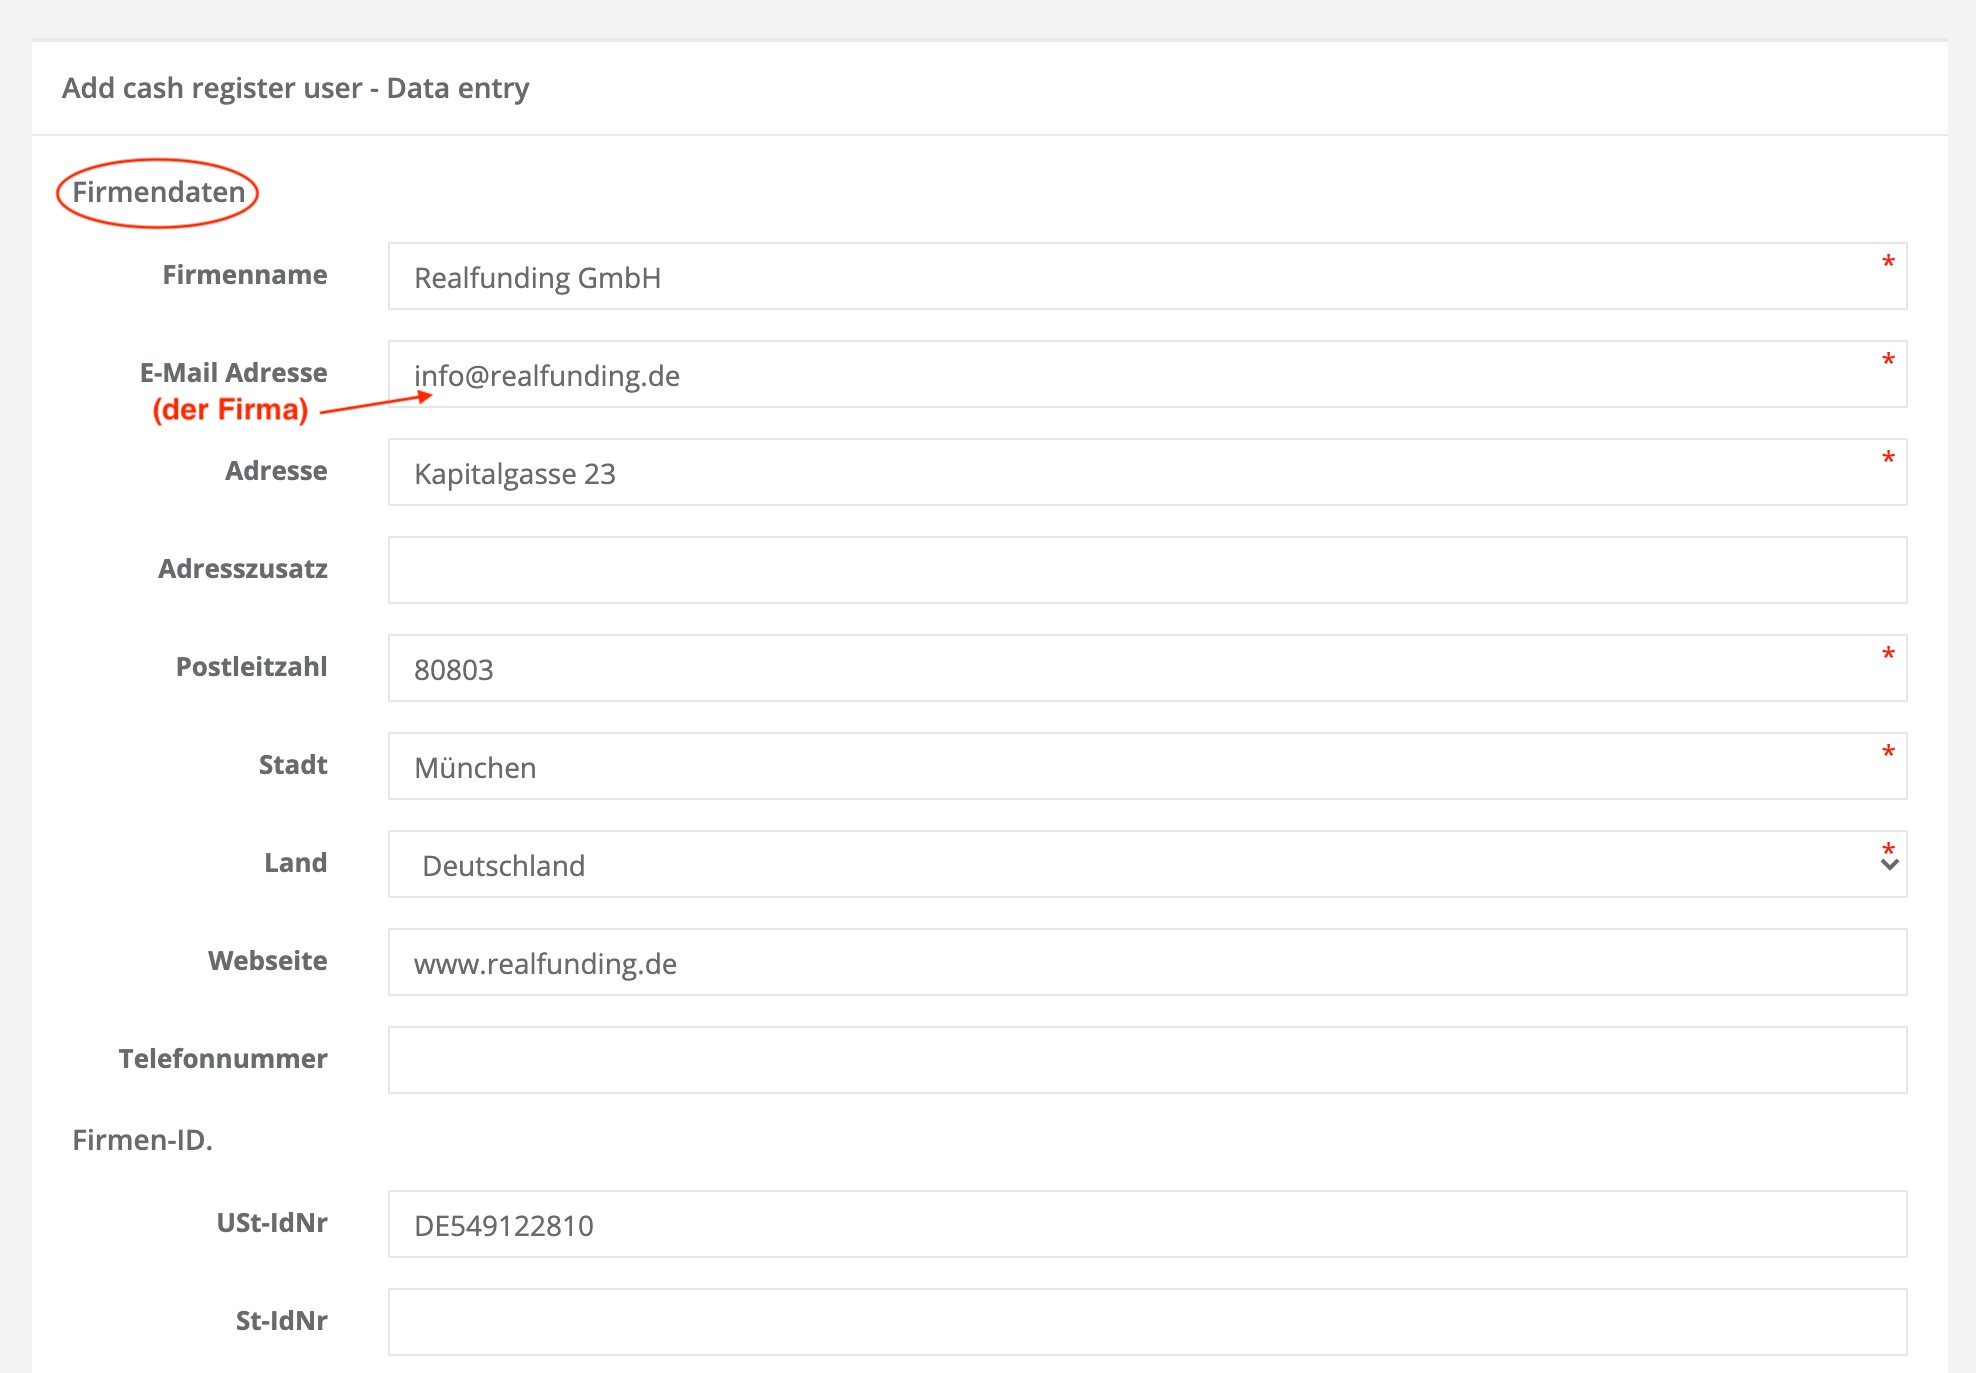 Add cash register user - Data entry
Firmendaten
Firmenname
Realfunding GmbH *
E-Mail Adresse
(der Firma)
info@realfunding.de *
Adresse
Kapitalgasse 23 *
Adresszusatz
Postleitzahl
80803 *
Stadt
München *
Land
Deutschland *
Webseite
www.realfunding.de
Telefonnummer
Firmen-ID.
USt-IdNr
DE549122810
St-IdNr